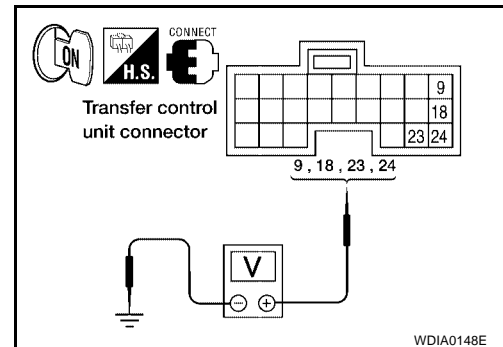 ON
H.S.
CONNECT
Transfer control
unit connector
9
18
23 24
9 , 18 , 23 , 24
V
− +
WDIA0148E